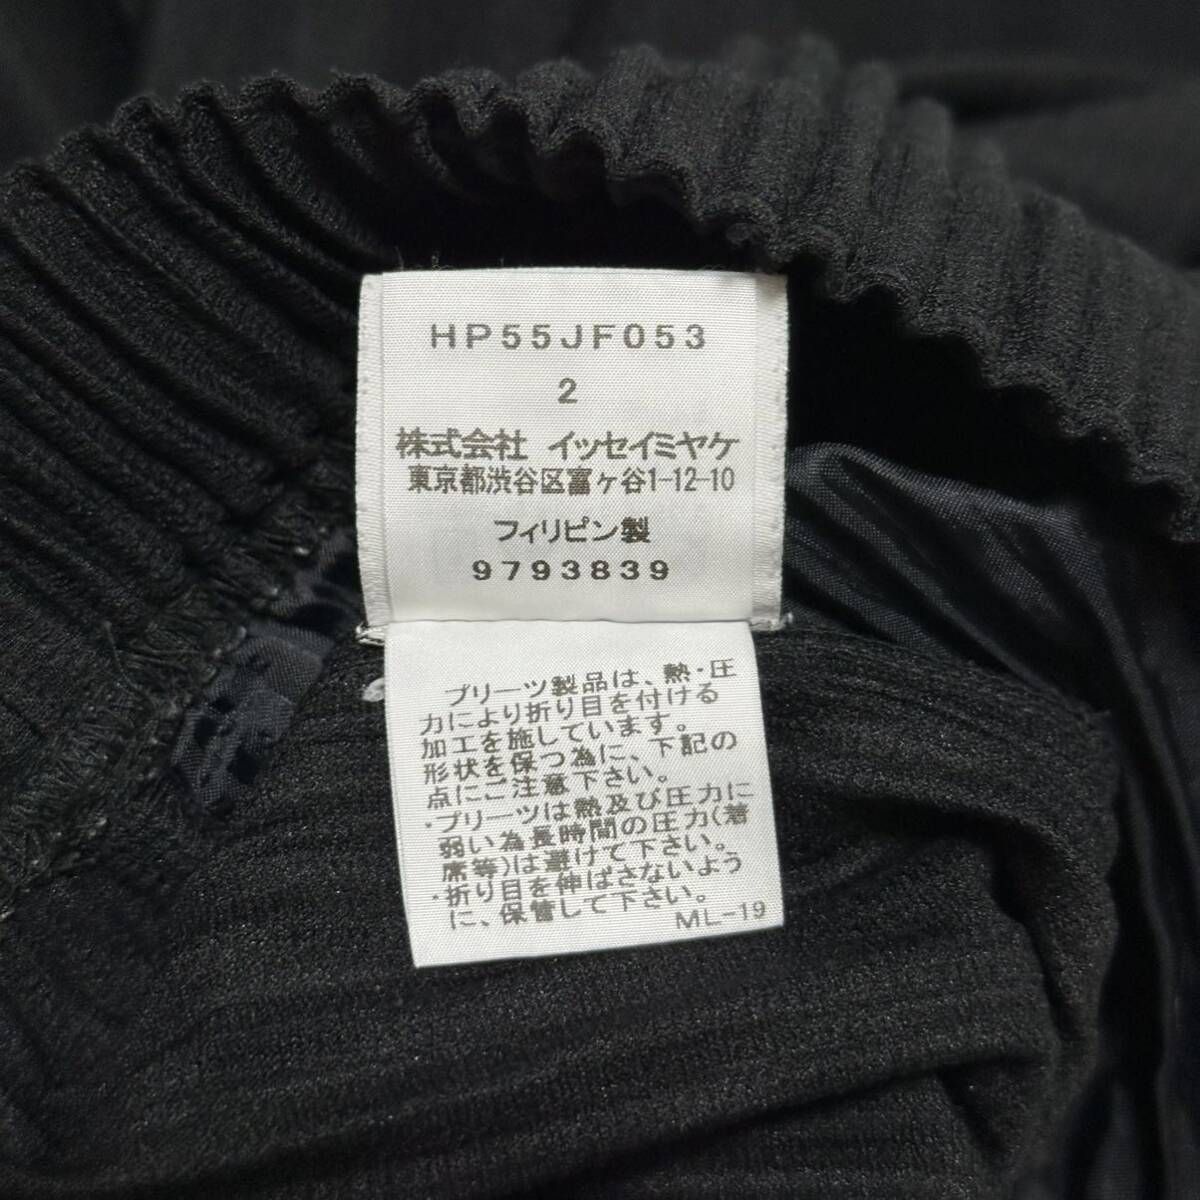 HP55JF053
2
株式会社 イッセイミヤケ
東京都渋谷区富ヶ谷1-12-10
フィリピン製
9793839
プリーツ製品は、熱・圧
力により折り目を付ける
加工を施しています。
形状を保つ為に、下記の
点にご注意下さい。
・プリーツは熱及び圧力に
弱い為長時間の圧力(着
席等)は避けて下さい。
・折り目を伸ばさないよう
に、保管して下さい。
ML-19